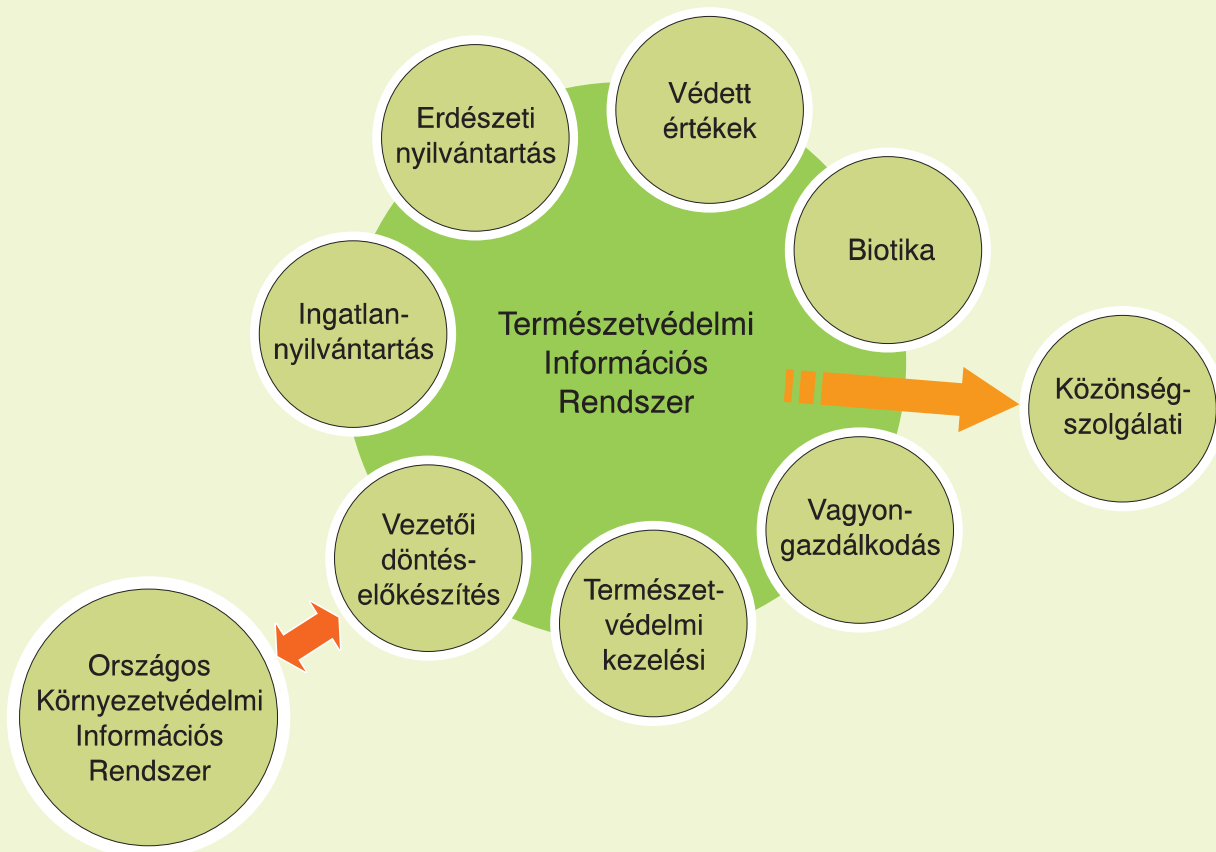 Védett
értékek
Erdészeti
nyilvántartás
Biotika
Ingatlan-
nyilvántartás
Természetvédelmi
Információs
Rendszer
Közönség-
szolgálati
Vagyon-
gazdálkodás
Vezetői
döntés-
előkészítés
Természet-
védelmi
kezelési
Országos
Környezetvédelmi
Információs
Rendszer